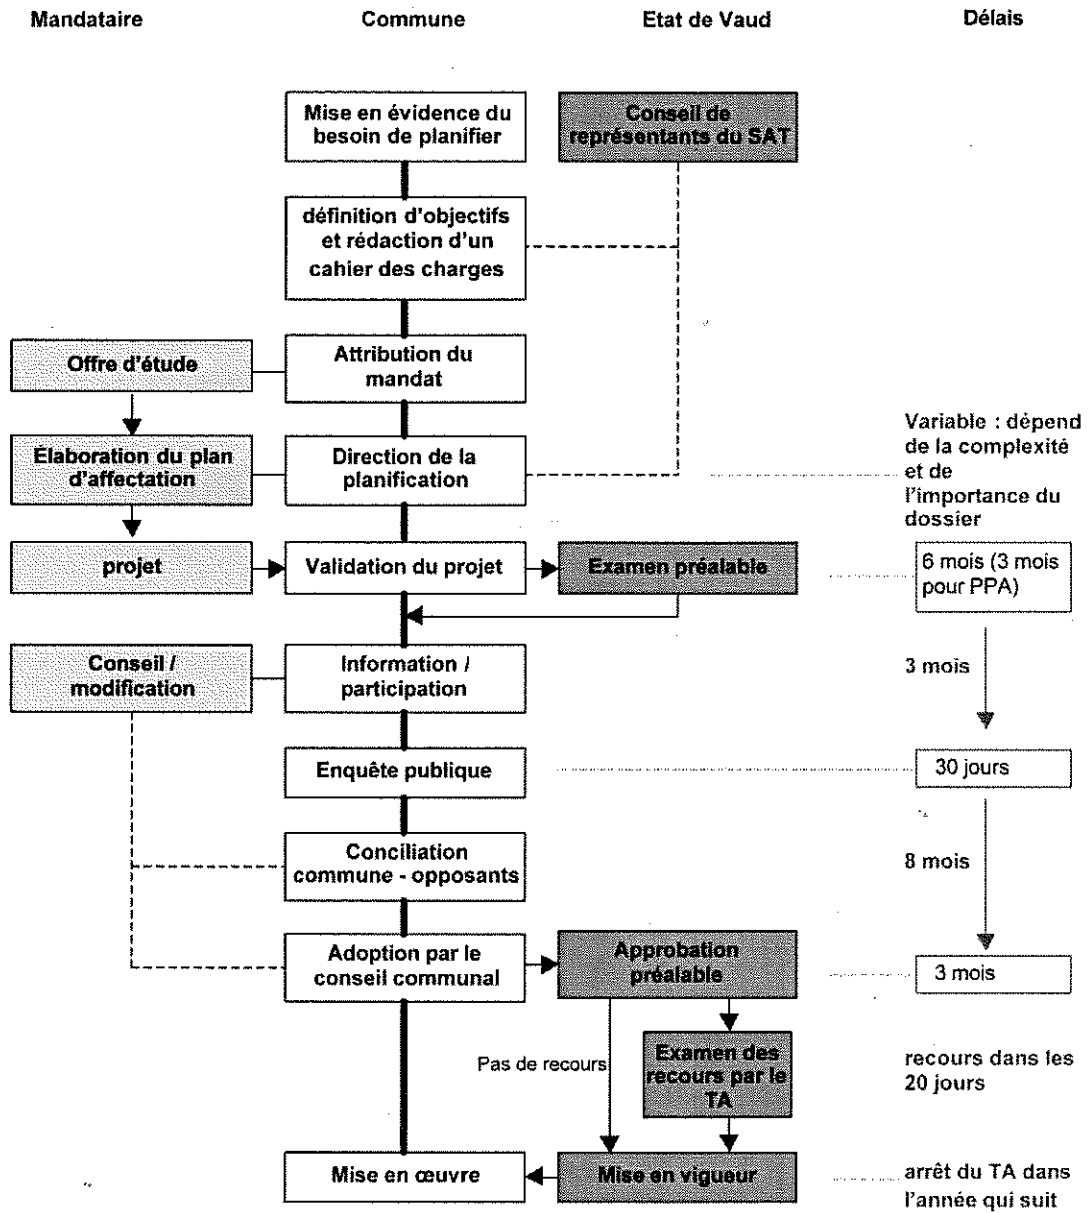 Mandataire
Commune
Etat de Vaud
Délais
Mise en évidence du
besoin de planifier
Conseil de
représentants du SAT
définition d'objectifs
et rédaction d'un
cahier des charges
Offre d'étude
Attribution du
mandat
Élaboration du plan
d'affectation
Direction de la
planification
Variable : dépend
de la complexité
et de
l'importance du
dossier
projet
Validation du projet
Examen préalable
6 mois (3 mois
pour PPA)
Conseil /
modification
Information /
participation
3 mois
Enquête publique
30 jours
Conciliation
commune - opposants
8 mois
Adoption par le
conseil communal
Approbation
préalable
3 mois
Pas de recours
Examen des
recours par le
TA
recours dans les
20 jours
Mise en œuvre
Mise en vigueur
arrêt du TA dans
l'année qui suit